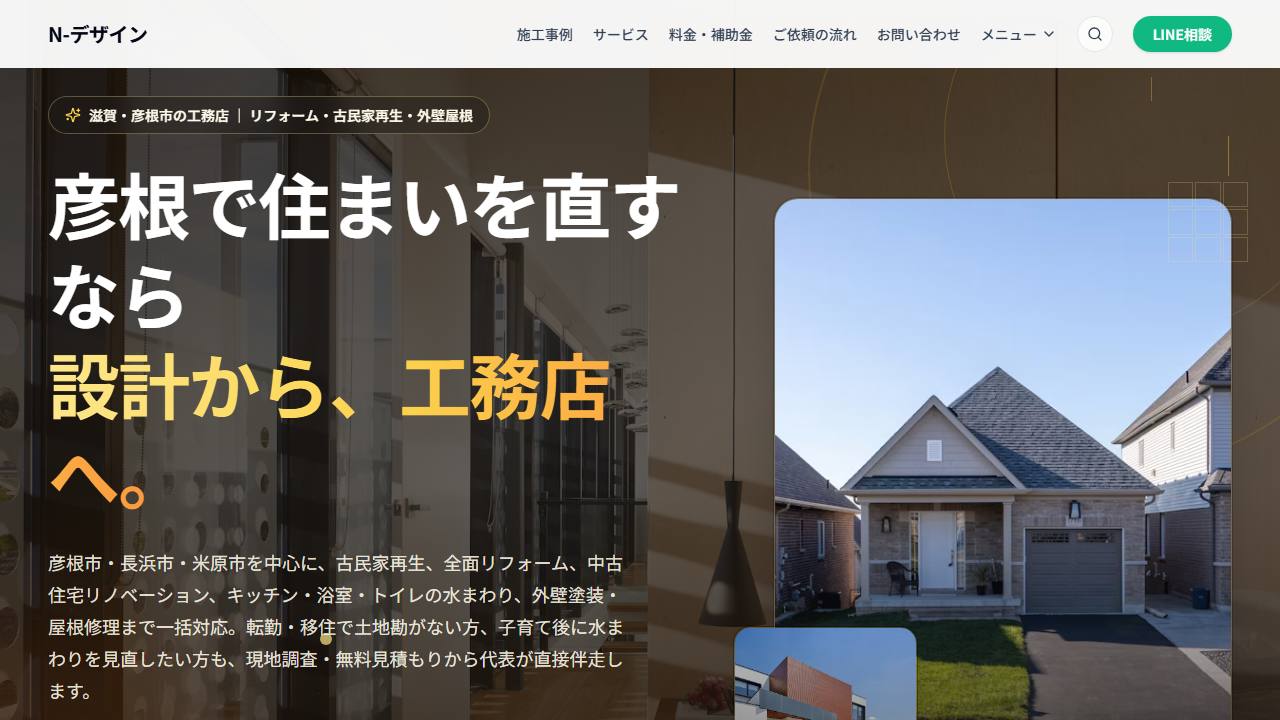 N-デザイン
施工事例
サービス
料金・補助金
ご依頼の流れ
お問い合わせ
メニュー
LINE相談
滋賀・彦根市の工務店 ｜ リフォーム・古民家再生・外壁屋根
彦根で住まいを直す
なら
設計から、工務店
へ。
彦根市・長浜市・米原市を中心に、古民家再生、全面リフォーム、中古
住宅リノベーション、キッチン・浴室・トイレの水まわり、外壁塗装・
屋根修理まで一括対応。転勤・移住で土地勘がない方、子育て後に水ま
わりを見直したい方も、現地調査・無料見積もりから代表が直接伴走し
ます。